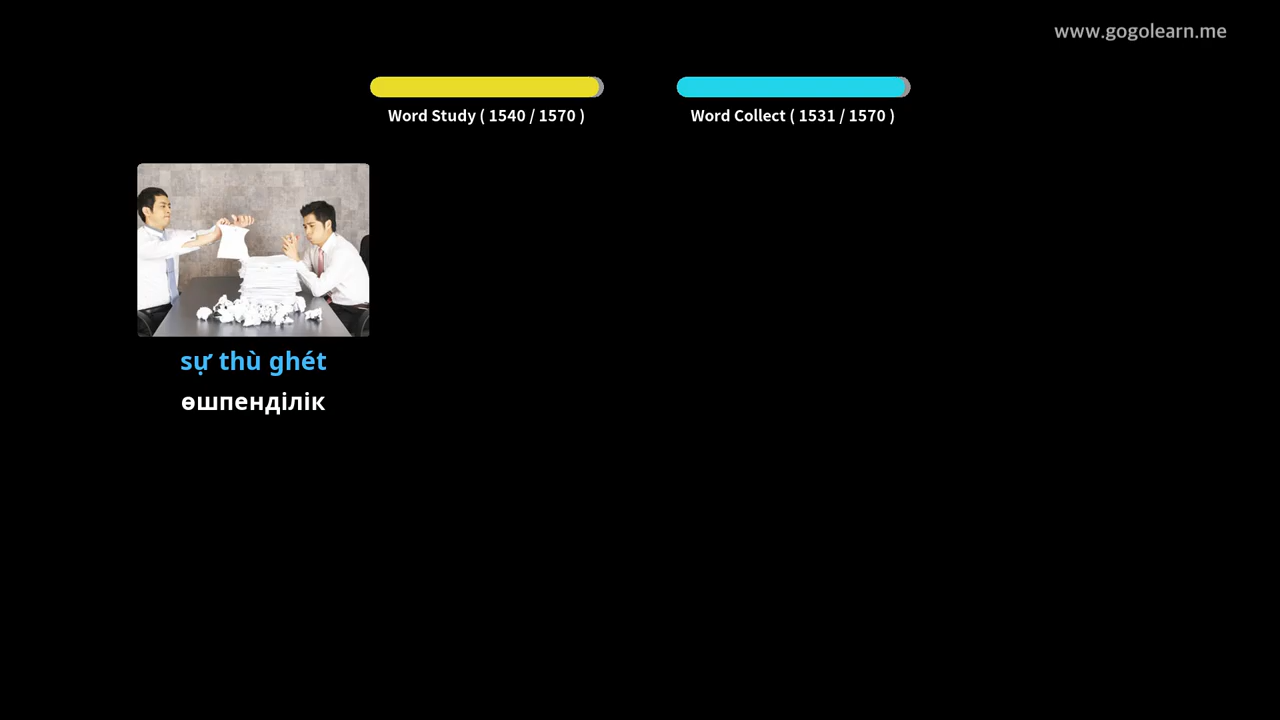 www.gogolearn.me
Word Study ( 1540 / 1570 )
Word Collect ( 1531 / 1570 )
sự thù ghét
өшпенділік